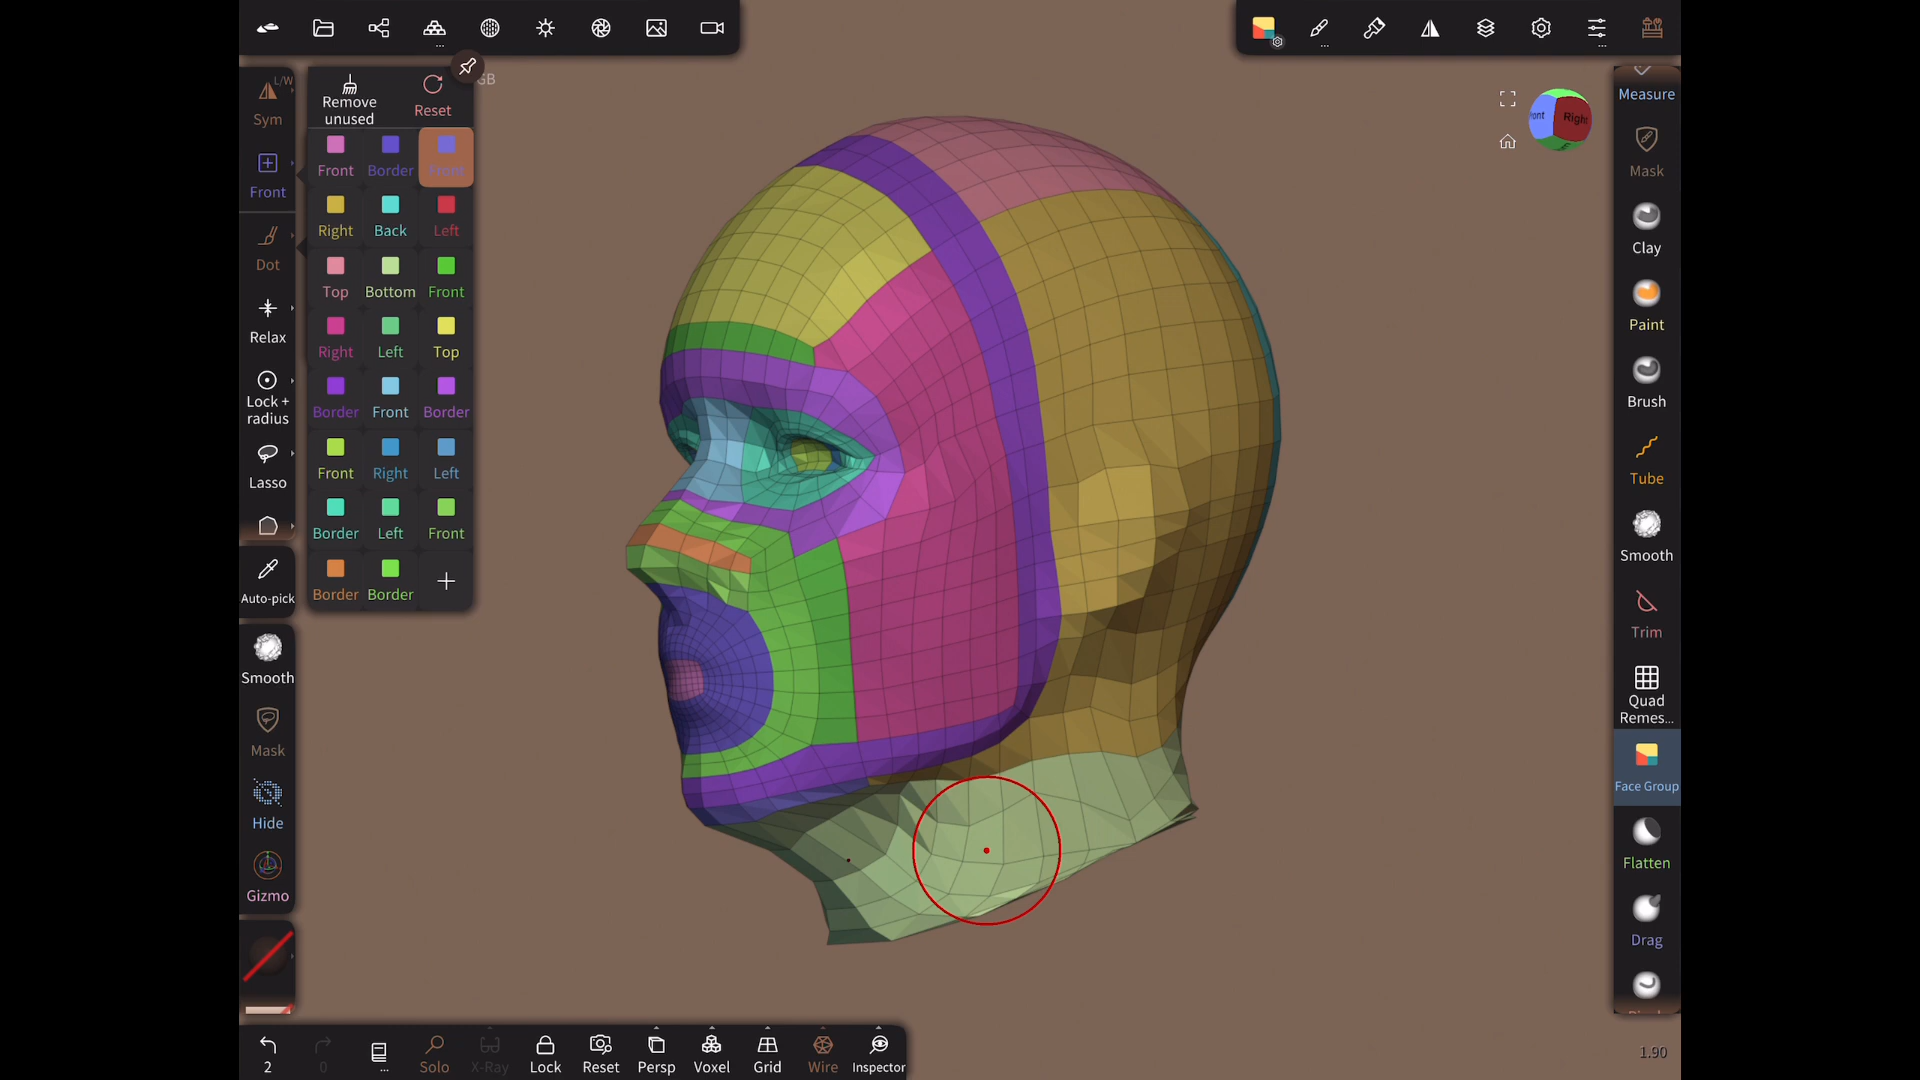 L/W
Sym
Front
Dot
Relax
Lock +
radius
Lasso
Auto-pick
Smooth
Mask
Hide
Gizmo
Remove
unused
Reset
GB
Front
Border
Front
Right
Back
Left
Top
Bottom
Front
Right
Left
Top
Border
Front
Border
Front
Right
Left
Border
Left
Front
Border
Border
ont
Right
Measure
Mask
Clay
Paint
Brush
Tube
Smooth
Trim
Quad
Remes...
Face Group
Flatten
Drag
2
0
...
Solo
X-Ray
Lock
Reset
Persp
Voxel
Grid
Wire
Inspector
1.90